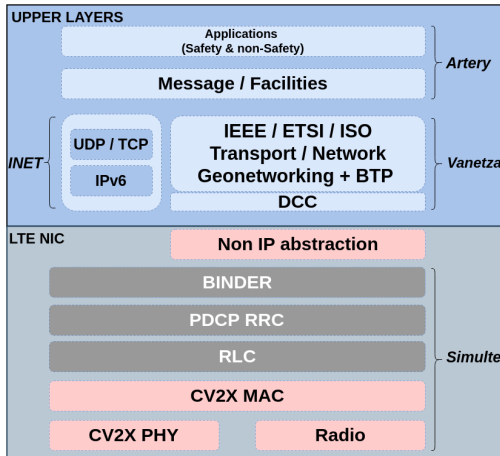 UPPER LAYERS
Applications
(Safety & non-Safety)
Artery
Message / Facilities
INET
UDP / TCP
IPv6
IEEE / ETSI / ISO
Transport / Network
Geonetworking + BTP
DCC
Vanetza
LTE NIC
Non IP abstraction
BINDER
PDCP RRC
RLC
Simulte
CV2X MAC
CV2X PHY
Radio